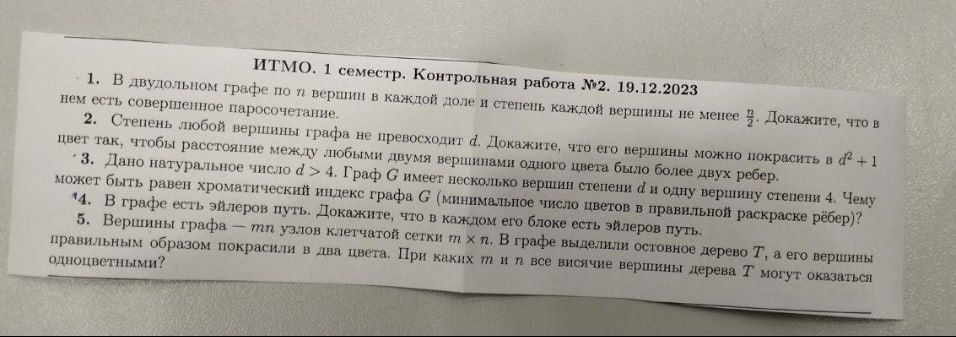 ИТМО. 1 семестр. Контрольная работа №2. 19.12.2023
1. В двудольном графе по n вершин в каждой доле и степень каждой вершины не менее n/2. Докажите, что в
нем есть совершенное паросочетание.
2. Степень любой вершины графа не превосходит d. Докажите, что его вершины можно покрасить в d² + 1
цвет так, чтобы расстояние между любыми двумя вершинами одного цвета было более двух ребер.
3. Дано натуральное число d > 4. Граф G имеет несколько вершин степени d и одну вершину степени 4. Чему
может быть равен хроматический индекс графа G (минимальное число цветов в правильной раскраске рёбер)?
4. В графе есть эйлеров путь. Докажите, что в каждом его блоке есть эйлеров путь.
5. Вершины графа — mn узлов клетчатой сетки m × n. В графе выделили остовное дерево T, а его вершины
правильным образом покрасили в два цвета. При каких m и n все висячие вершины дерева T могут оказаться
одноцветными?